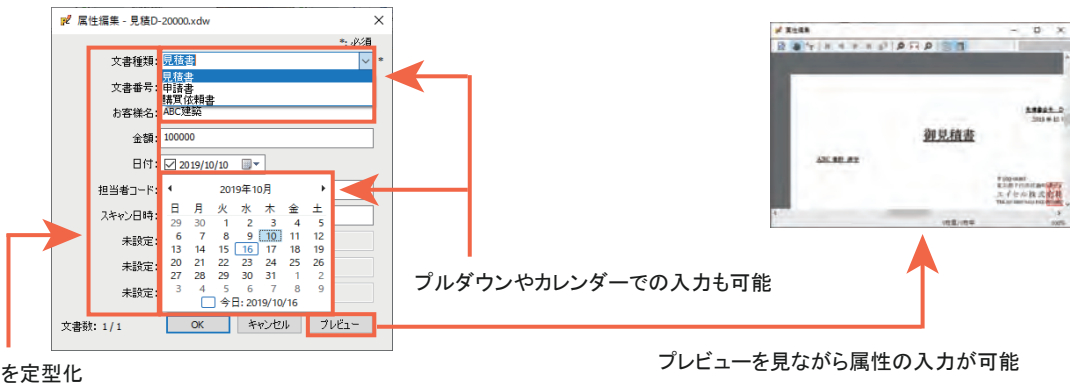 属性編集 - 見積D-20000.xdw
*: 必須
文書種類: 見積書 *
見積書
申請書
購買依頼書
文書番号:
お客様名: ABC建築
金額: 100000
日付: 2019/10/10
担当者コード:
スキャン日時:
未設定:
未設定:
未設定:
2019年10月
日 月 火 水 木 金 土
29 30 1 2 3 4 5
6 7 8 9 10 11 12
13 14 15 16 17 18 19
20 21 22 23 24 25 26
27 28 29 30 31 1 2
3 4 5 6 7 8 9
今日: 2019/10/16
文書数: 1 / 1
OK キャンセル プレビュー
を定型化
プルダウンやカレンダーでの入力も可能
属性編集
御見積書
プレビューを見ながら属性の入力が可能